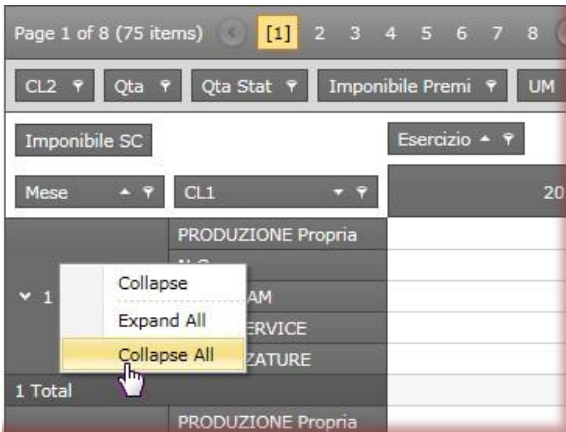 Page 1 of 8 (75 items) [1] 2 3 4 5 6 7 8
CL2 Qta Qta Stat Imponibile Premi UM
Imponibile SC Esercizio
Mese CL1 20
PRODUZIONE Propria
1
Collapse
AM
Expand All
ERVICE
Collapse All
ZATURE
1 Total
PRODUZIONE Propria